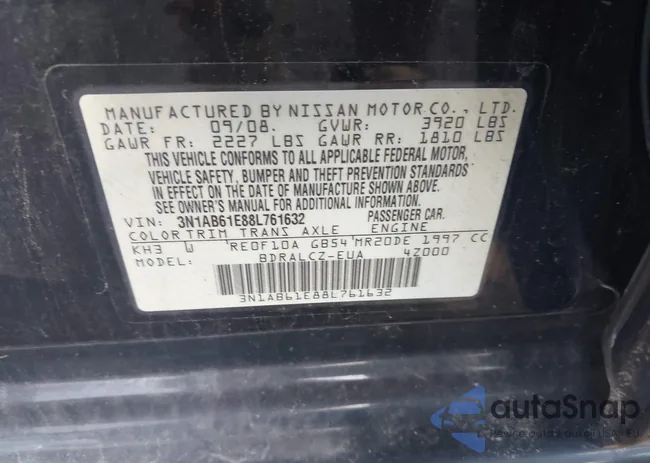 MANUFACTURED BY NISSAN MOTOR CO., LTD.
DATE: 09/08. GVWR: 3920 LBS
GAWR FR: 2227 LBS GAWR RR: 1810 LBS
THIS VEHICLE CONFORMS TO ALL APPLICABLE FEDERAL MOTOR
VEHICLE SAFETY, BUMPER AND THEFT PREVENTION STANDARDS
IN EFFECT ON THE DATE OF MANUFACTURE SHOWN ABOVE.
SEE OWNER'S MANUAL FOR ADDITIONAL INFORMATION.
VIN: 3N1AB61E88L761632 PASSENGER CAR.
COLOR TRIM TRANS AXLE ENGINE
KH3 W 'RE0F10A GB54'MR20DE 1997 CC
MODEL: BDRALCZ-EUA 4Z000
3N1AB61E88L761632
autoSnap